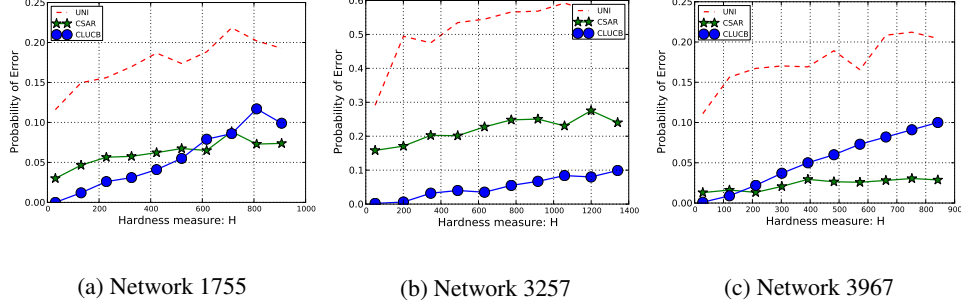 UNI
CSAR
CLUCB
Probability of Error
0.25
0.20
0.15
0.10
0.05
0.00
0 200 400 600 800 1000
Hardness measure: H
(a) Network 1755
UNI
CSAR
CLUCB
Probability of Error
0.6
0.5
0.4
0.3
0.2
0.1
0.0
0 200 400 600 800 1000 1200 1400
Hardness measure: H
(b) Network 3257
UNI
CSAR
CLUCB
Probability of Error
0.25
0.20
0.15
0.10
0.05
0.00
0 100 200 300 400 500 600 700 800 900
Hardness measure: H
(c) Network 3967